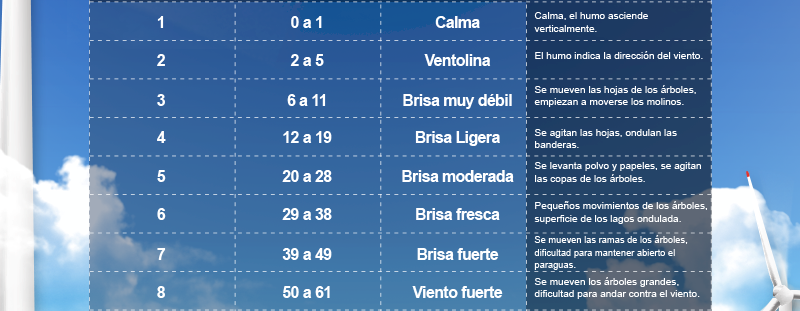 1 0 a 1 Calma Calma, el humo asciende
verticalmente.
2 2 a 5 Ventolina El humo indica la dirección del viento.
3 6 a 11 Brisa muy débil Se mueven las hojas de los árboles,
empiezan a moverse los molinos.
4 12 a 19 Brisa Ligera Se agitan las hojas, ondulan las
banderas.
5 20 a 28 Brisa moderada Se levanta polvo y papeles, se agitan
las copas de los árboles.
6 29 a 38 Brisa fresca Pequeños movimientos de los árboles,
superficie de los lagos ondulada.
7 39 a 49 Brisa fuerte Se mueven las ramas de los árboles,
dificultad para mantener abierto el
paraguas.
8 50 a 61 Viento fuerte Se mueven los árboles grandes,
dificultad para andar contra el viento.